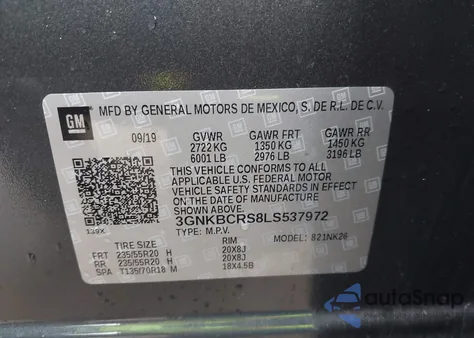 GM
MFD BY GENERAL MOTORS DE MEXICO, S. DE R.L. DE C.V.
09/19 GVWR GAWR FRT GAWR RR
2722 KG 1350 KG 1450 KG
6001 LB 2976 LB 3196 LB
THIS VEHICLE CONFORMS TO ALL
APPLICABLE U.S. FEDERAL MOTOR
VEHICLE SAFETY STANDARDS IN EFFECT
ON THE DATE OF MANUFACTURE
SHOWN ABOVE.
139X
3GNKBCRS8LS537972
TYPE: M.P.V. MODEL: 821NK26
TIRE SIZE RIM
FRT 235/55R20 H 20X8J
RR 235/55R20 H 20X8J
SPA T135/70R18 M 18X4.5B
autoSnap